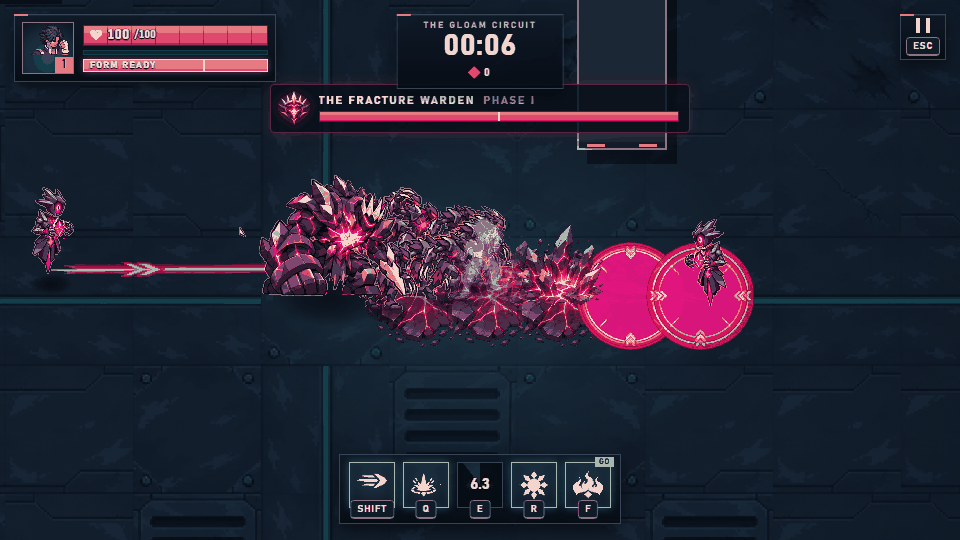 100 /100
FORM READY
1
THE GLOAM CIRCUIT
00:06
0
ESC
THE FRACTURE WARDEN PHASE I
GO
6.3
SHIFT
Q
E
R
F